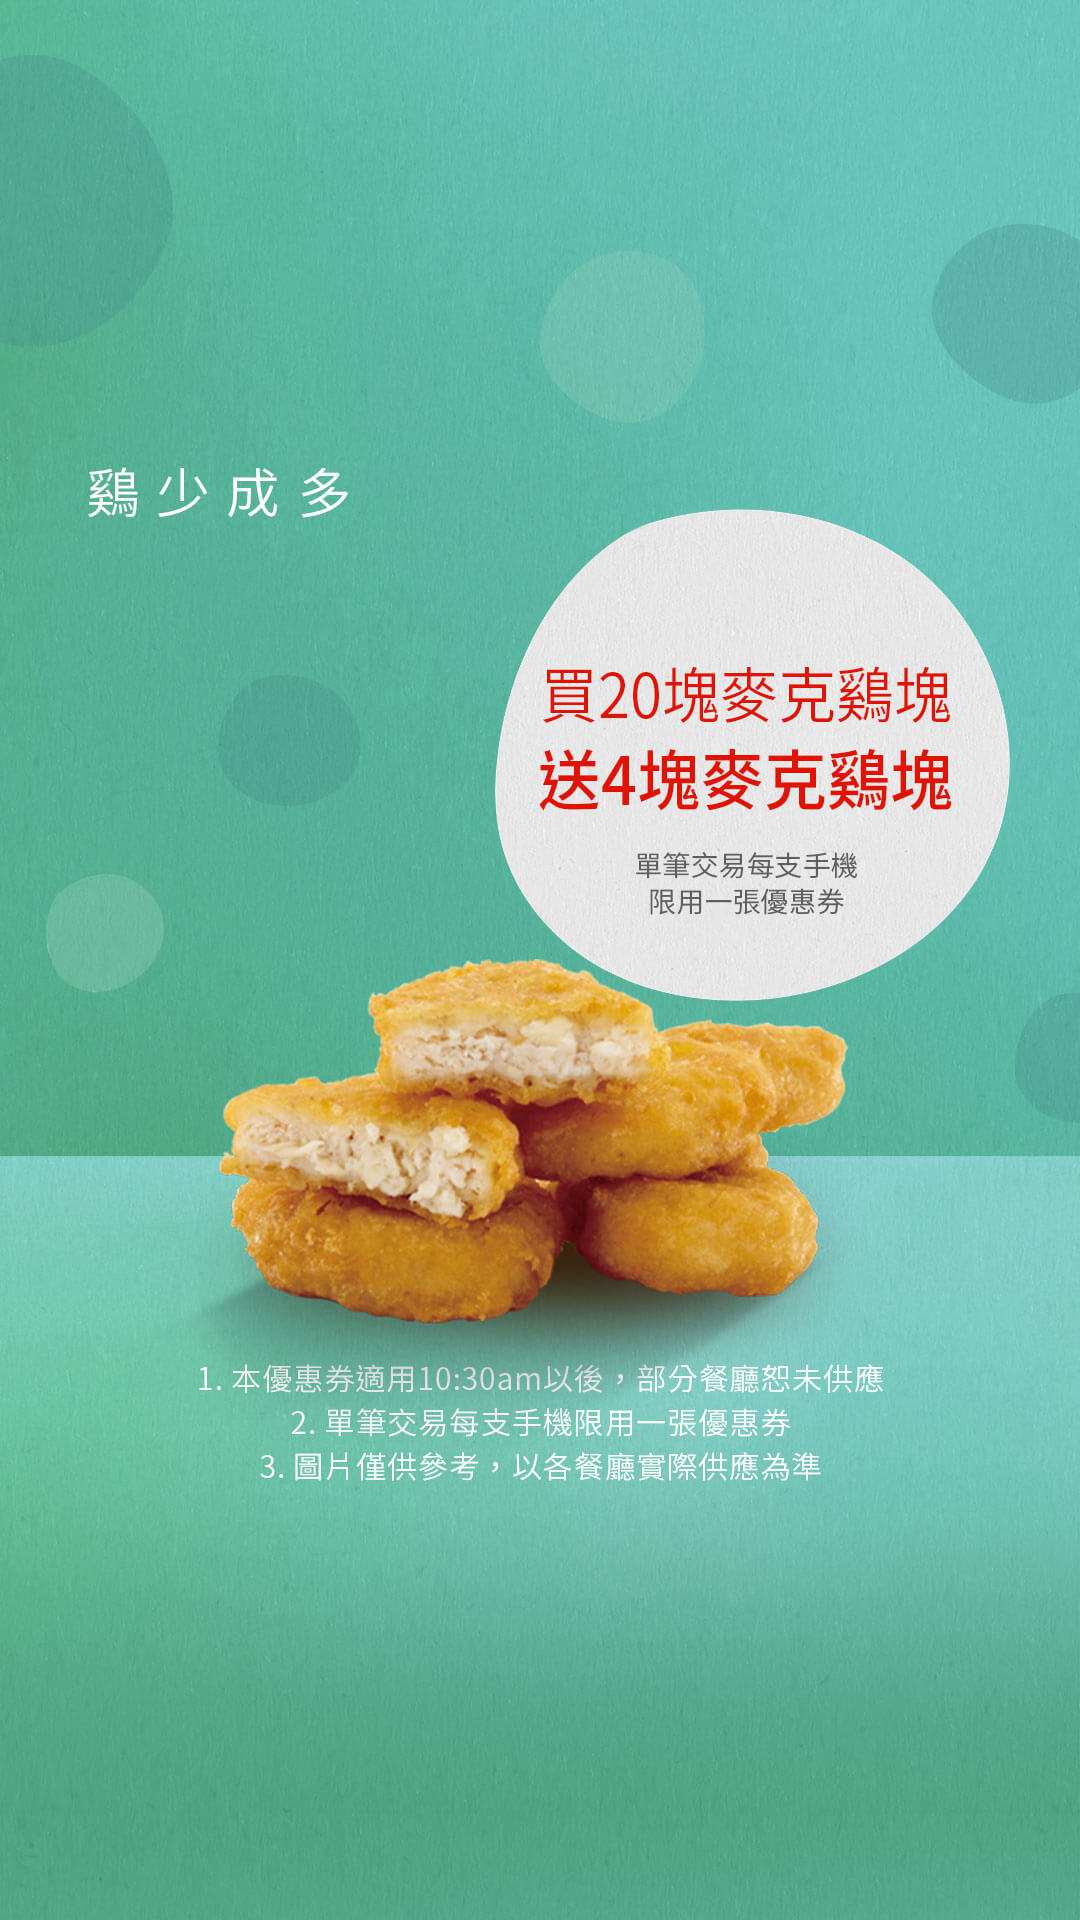 鷄少成多
買20塊麥克鷄塊
送4塊麥克鷄塊
單筆交易每支手機
限用一張優惠券
1. 本優惠券適用10:30am以後，部分餐廳恕未供應
2. 單筆交易每支手機限用一張優惠券
3. 圖片僅供參考，以各餐廳實際供應為準